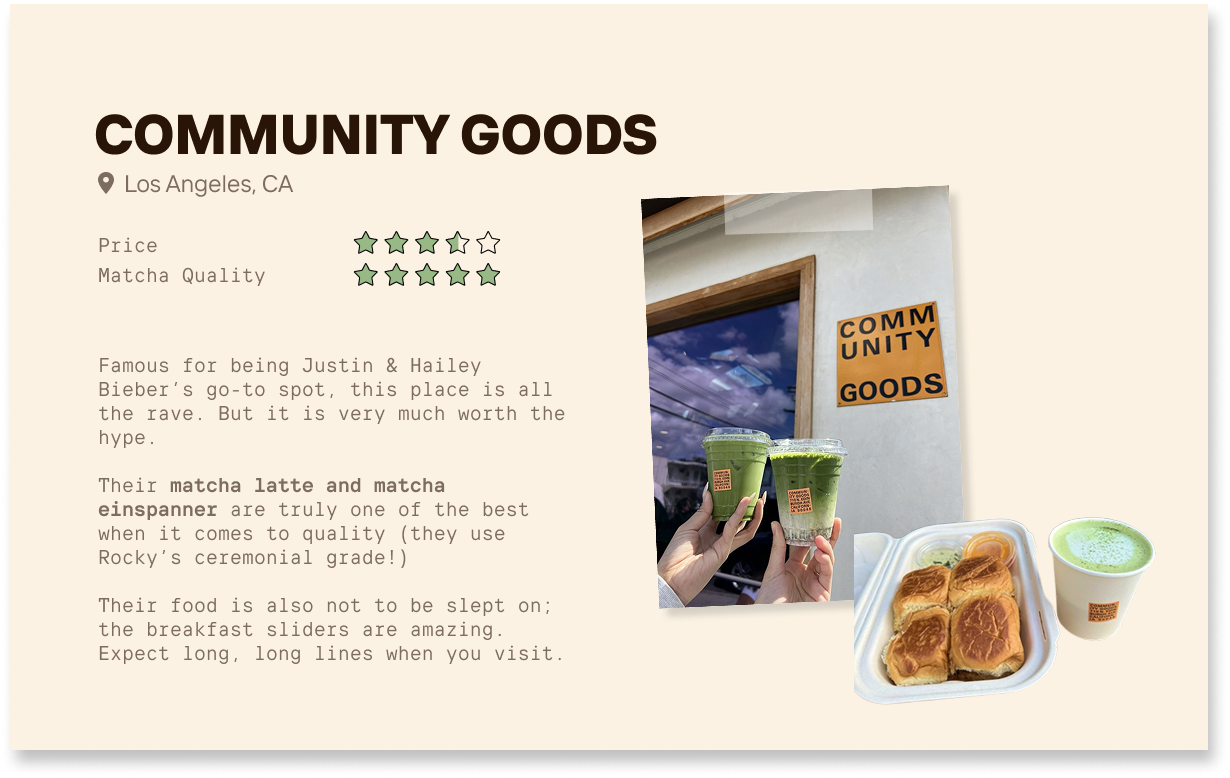 COMMUNITY GOODS
Los Angeles, CA
Price
Matcha Quality
Famous for being Justin & Hailey
Bieber’s go-to spot, this place is all
the rave. But it is very much worth the
hype.
Their matcha latte and matcha
einspanner are truly one of the best
when it comes to quality (they use
Rocky’s ceremonial grade!)
Their food is also not to be slept on;
the breakfast sliders are amazing.
Expect long, long lines when you visit.
COMM
UNITY
GOODS